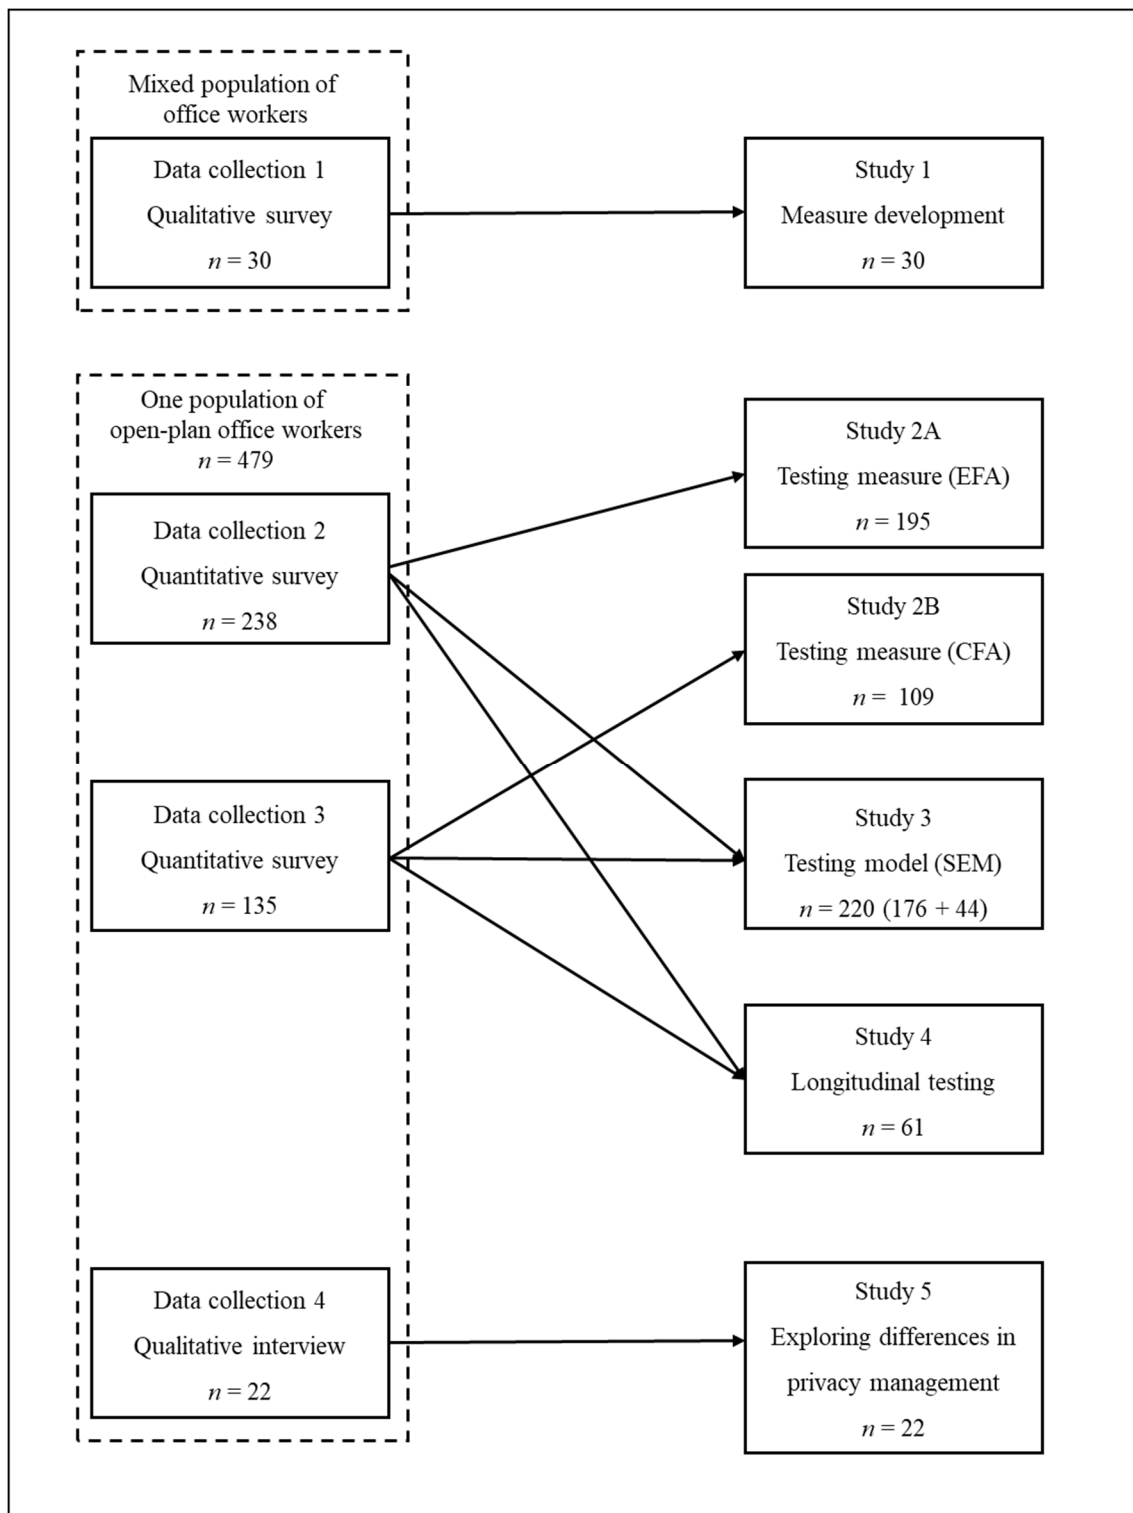 Mixed population of
office workers
Data collection 1
Qualitative survey
n = 30
Study 1
Measure development
n = 30
One population of
open-plan office workers
n = 479
Data collection 2
Quantitative survey
n = 238
Study 2A
Testing measure (EFA)
n = 195
Study 2B
Testing measure (CFA)
n = 109
Data collection 3
Quantitative survey
n = 135
Study 3
Testing model (SEM)
n = 220 (176 + 44)
Study 4
Longitudinal testing
n = 61
Data collection 4
Qualitative interview
n = 22
Study 5
Exploring differences in
privacy management
n = 22